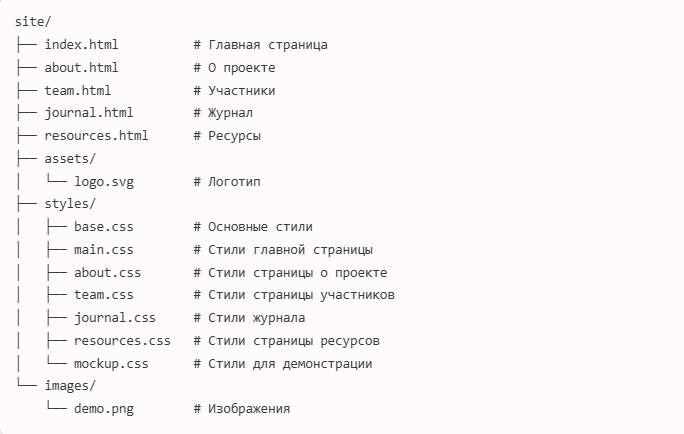 site/
├── index.html          # Главная страница
├── about.html          # О проекте
├── team.html           # Участники
├── journal.html        # Журнал
├── resources.html      # Ресурсы
├── assets/
│   └── logo.svg        # Логотип
├── styles/
│   ├── base.css        # Основные стили
│   ├── main.css        # Стили главной страницы
│   ├── about.css       # Стили страницы о проекте
│   ├── team.css        # Стили страницы участников
│   ├── journal.css     # Стили журнала
│   ├── resources.css   # Стили страницы ресурсов
│   └── mockup.css      # Стили для демонстрации
└── images/
    └── demo.png        # Изображения